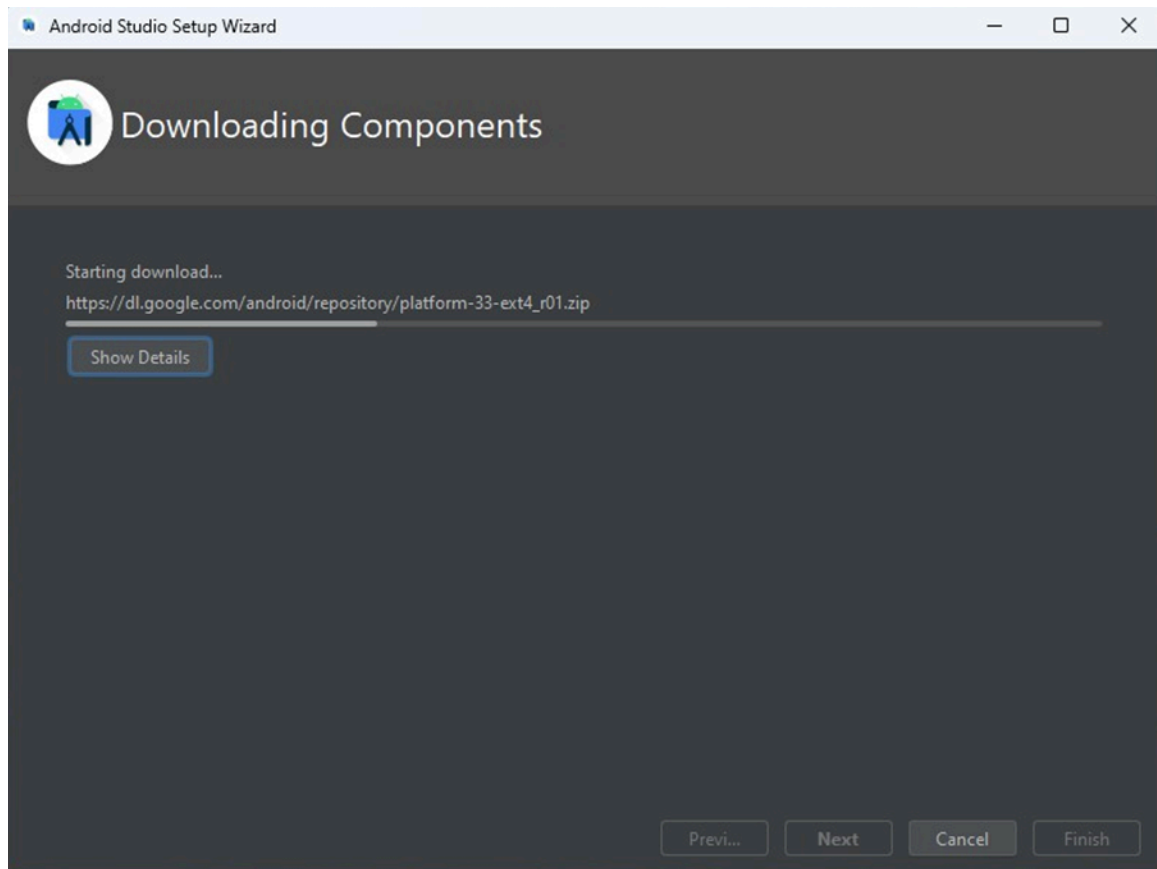 Android Studio Setup Wizard
Downloading Components
Starting download...
https://dl.google.com/android/repository/platform-33-ext4_r01.zip
Show Details
Previ... Next Cancel Finish